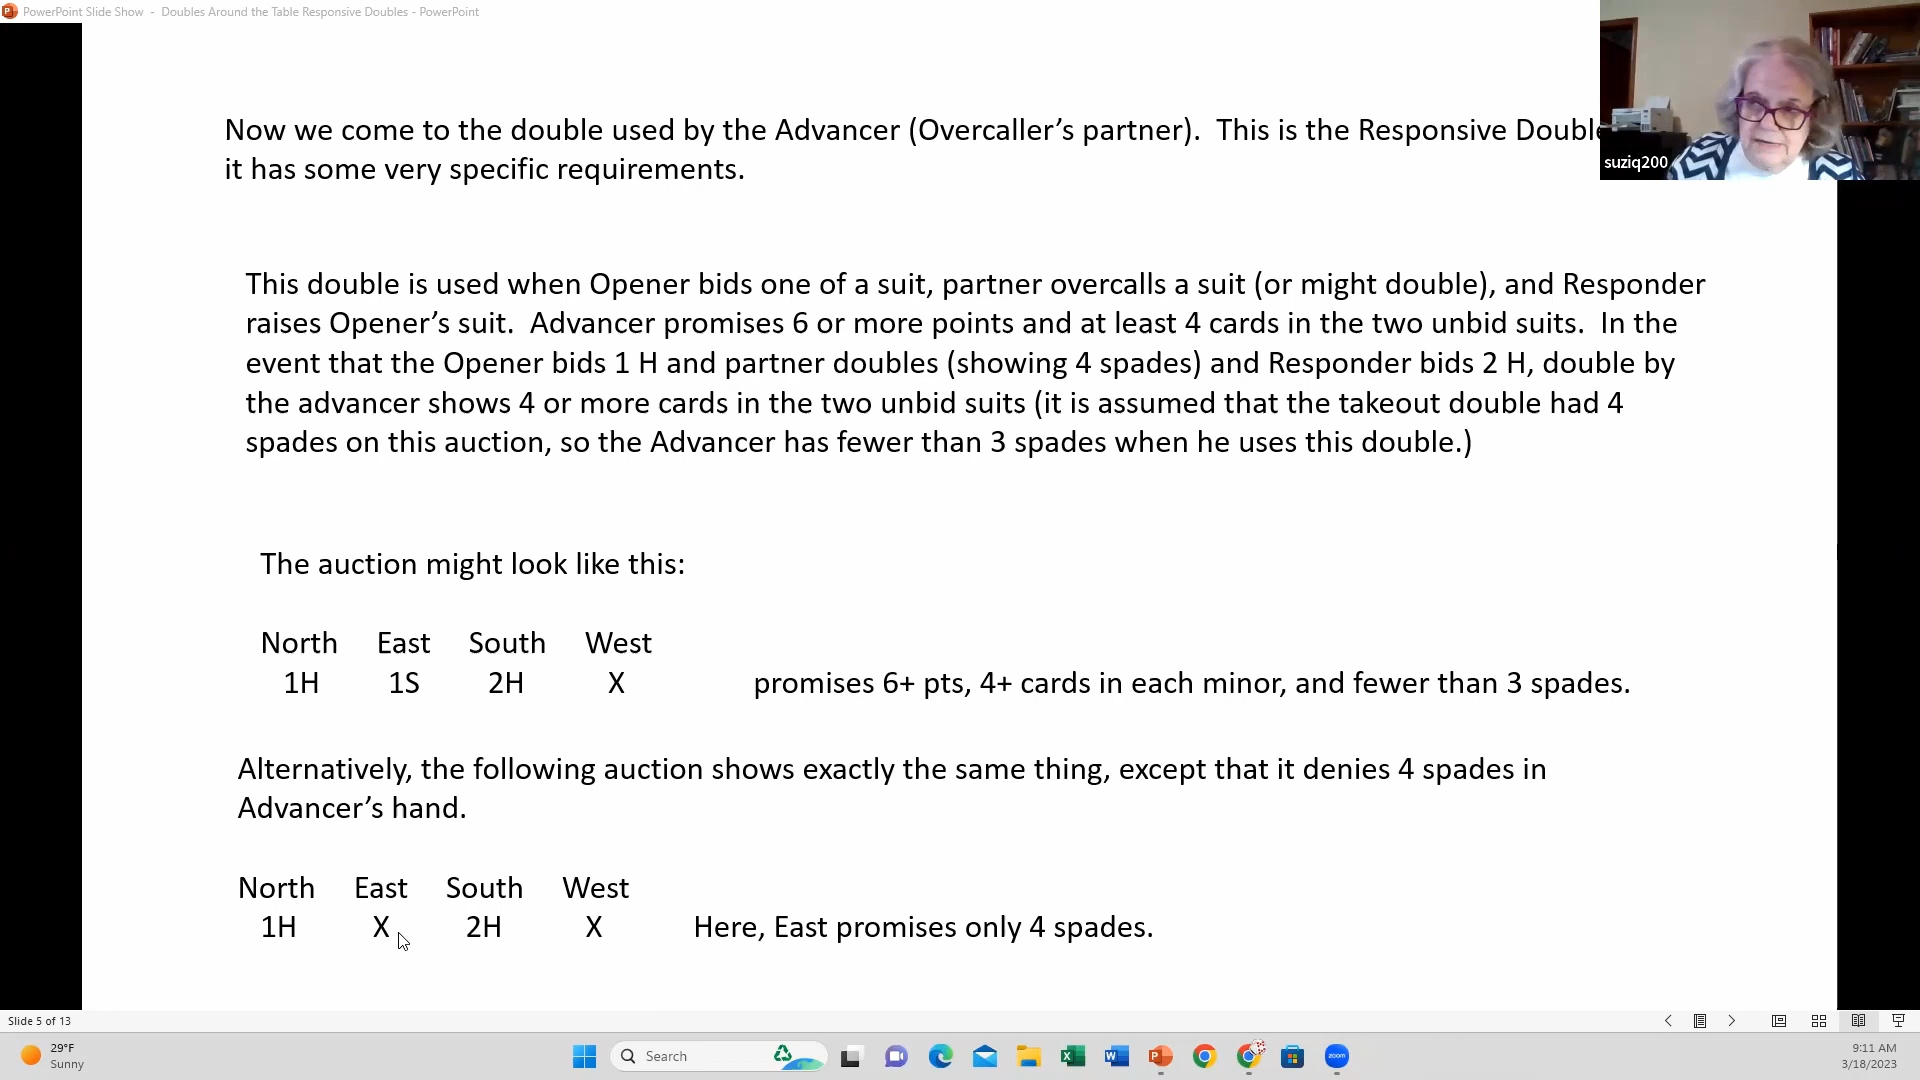 PowerPoint Slide Show - Doubles Around the Table Responsive Doubles - PowerPoint
Now we come to the double used by the Advancer (Overcaller's partner). This is the Responsive Double
it has some very specific requirements.
suziq200
This double is used when Opener bids one of a suit, partner overcalls a suit (or might double), and Responder
raises Opener's suit. Advancer promises 6 or more points and at least 4 cards in the two unbid suits. In the
event that the Opener bids 1 H and partner doubles (showing 4 spades) and Responder bids 2 H, double by
the advancer shows 4 or more cards in the two unbid suits (it is assumed that the takeout double had 4
spades on this auction, so the Advancer has fewer than 3 spades when he uses this double.)
The auction might look like this:
North East South West
1H 1S 2H X promises 6+ pts, 4+ cards in each minor, and fewer than 3 spades.
Alternatively, the following auction shows exactly the same thing, except that it denies 4 spades in
Advancer's hand.
North East South West
1H X 2H X Here, East promises only 4 spades.
Slide 5 of 13
29°F
Sunny
Search
zoom
9:11 AM
3/18/2023